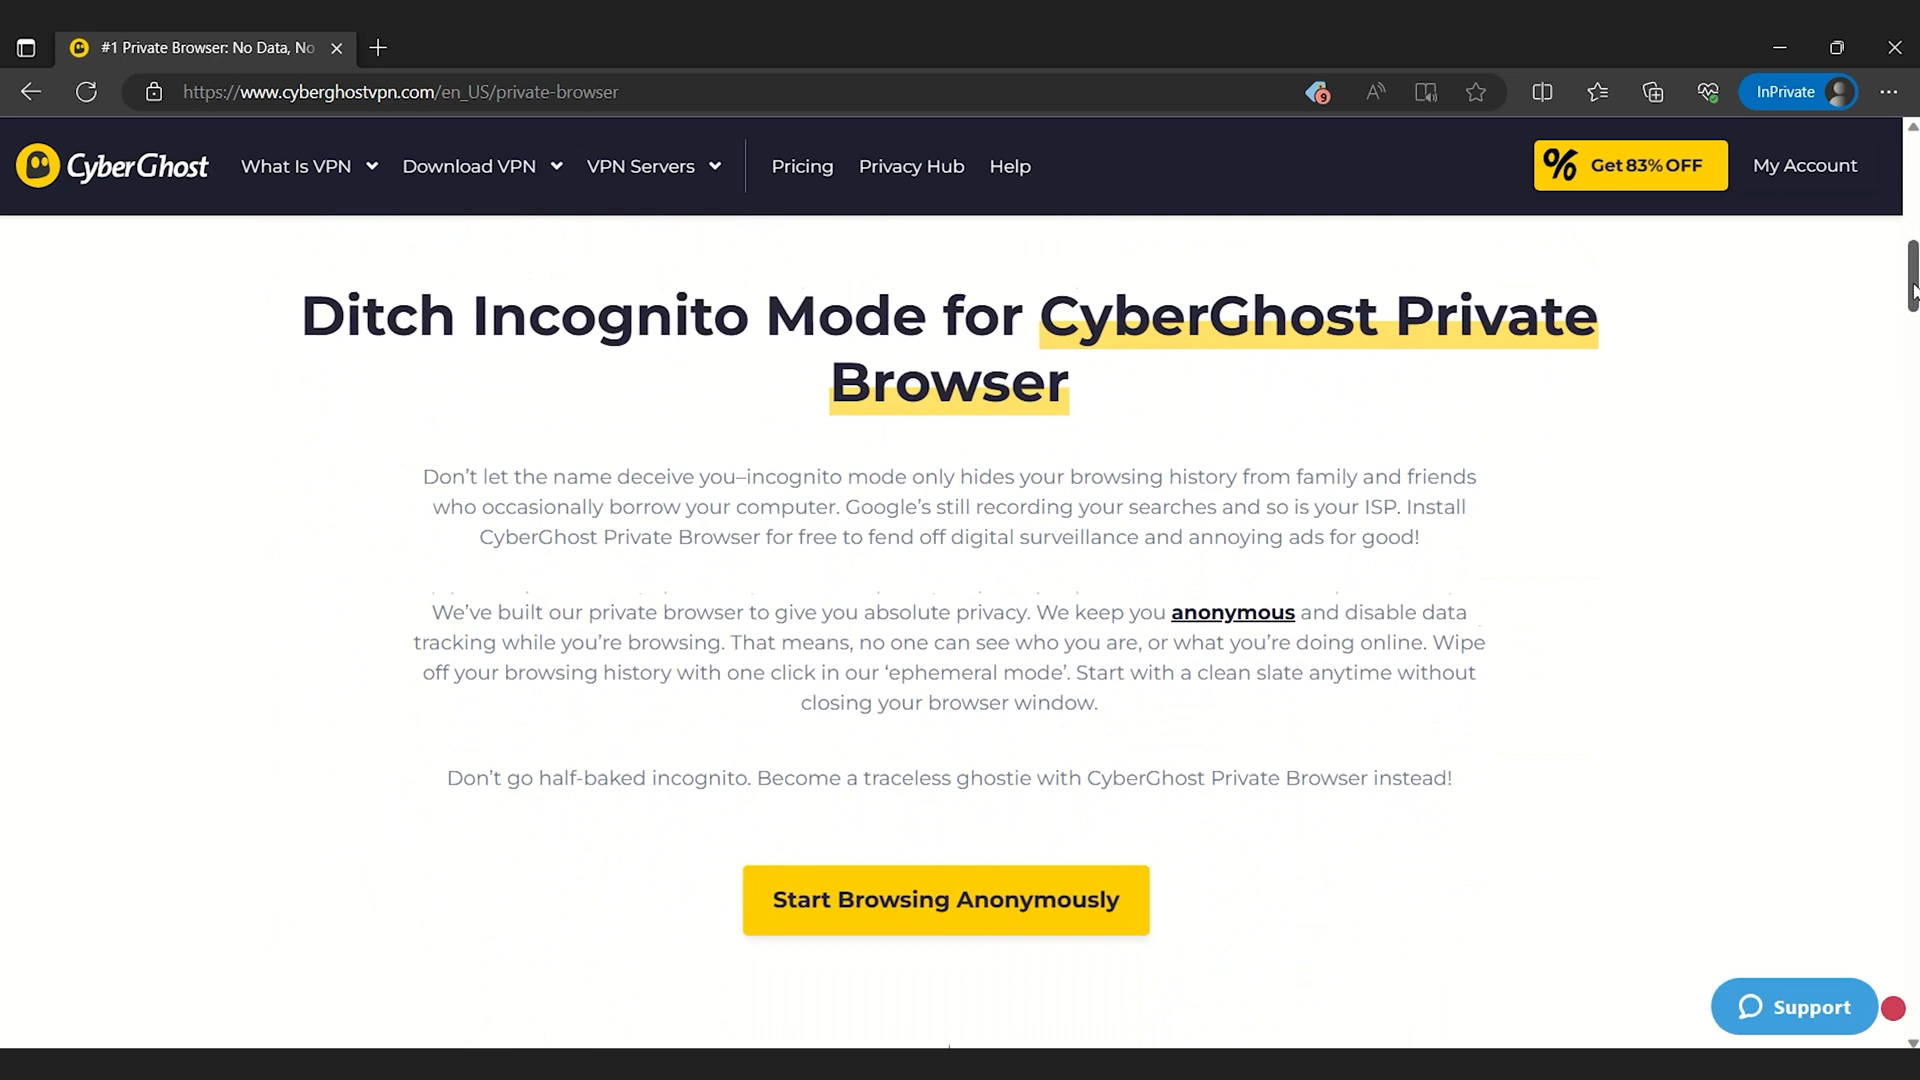 #1 Private Browser: No Data, No
https://www.cyberghostvpn.com/en_US/private-browser
9
InPrivate
CyberGhost
What Is VPN
Download VPN
VPN Servers
Pricing
Privacy Hub
Help
% Get 83% OFF
My Account
Ditch Incognito Mode for CyberGhost Private
Browser
Don’t let the name deceive you–incognito mode only hides your browsing history from family and friends
who occasionally borrow your computer. Google’s still recording your searches and so is your ISP. Install
CyberGhost Private Browser for free to fend off digital surveillance and annoying ads for good!
We’ve built our private browser to give you absolute privacy. We keep you anonymous and disable data
tracking while you’re browsing. That means, no one can see who you are, or what you’re doing online. Wipe
off your browsing history with one click in our ‘ephemeral mode’. Start with a clean slate anytime without
closing your browser window.
Don’t go half-baked incognito. Become a traceless ghostie with CyberGhost Private Browser instead!
Start Browsing Anonymously
Support